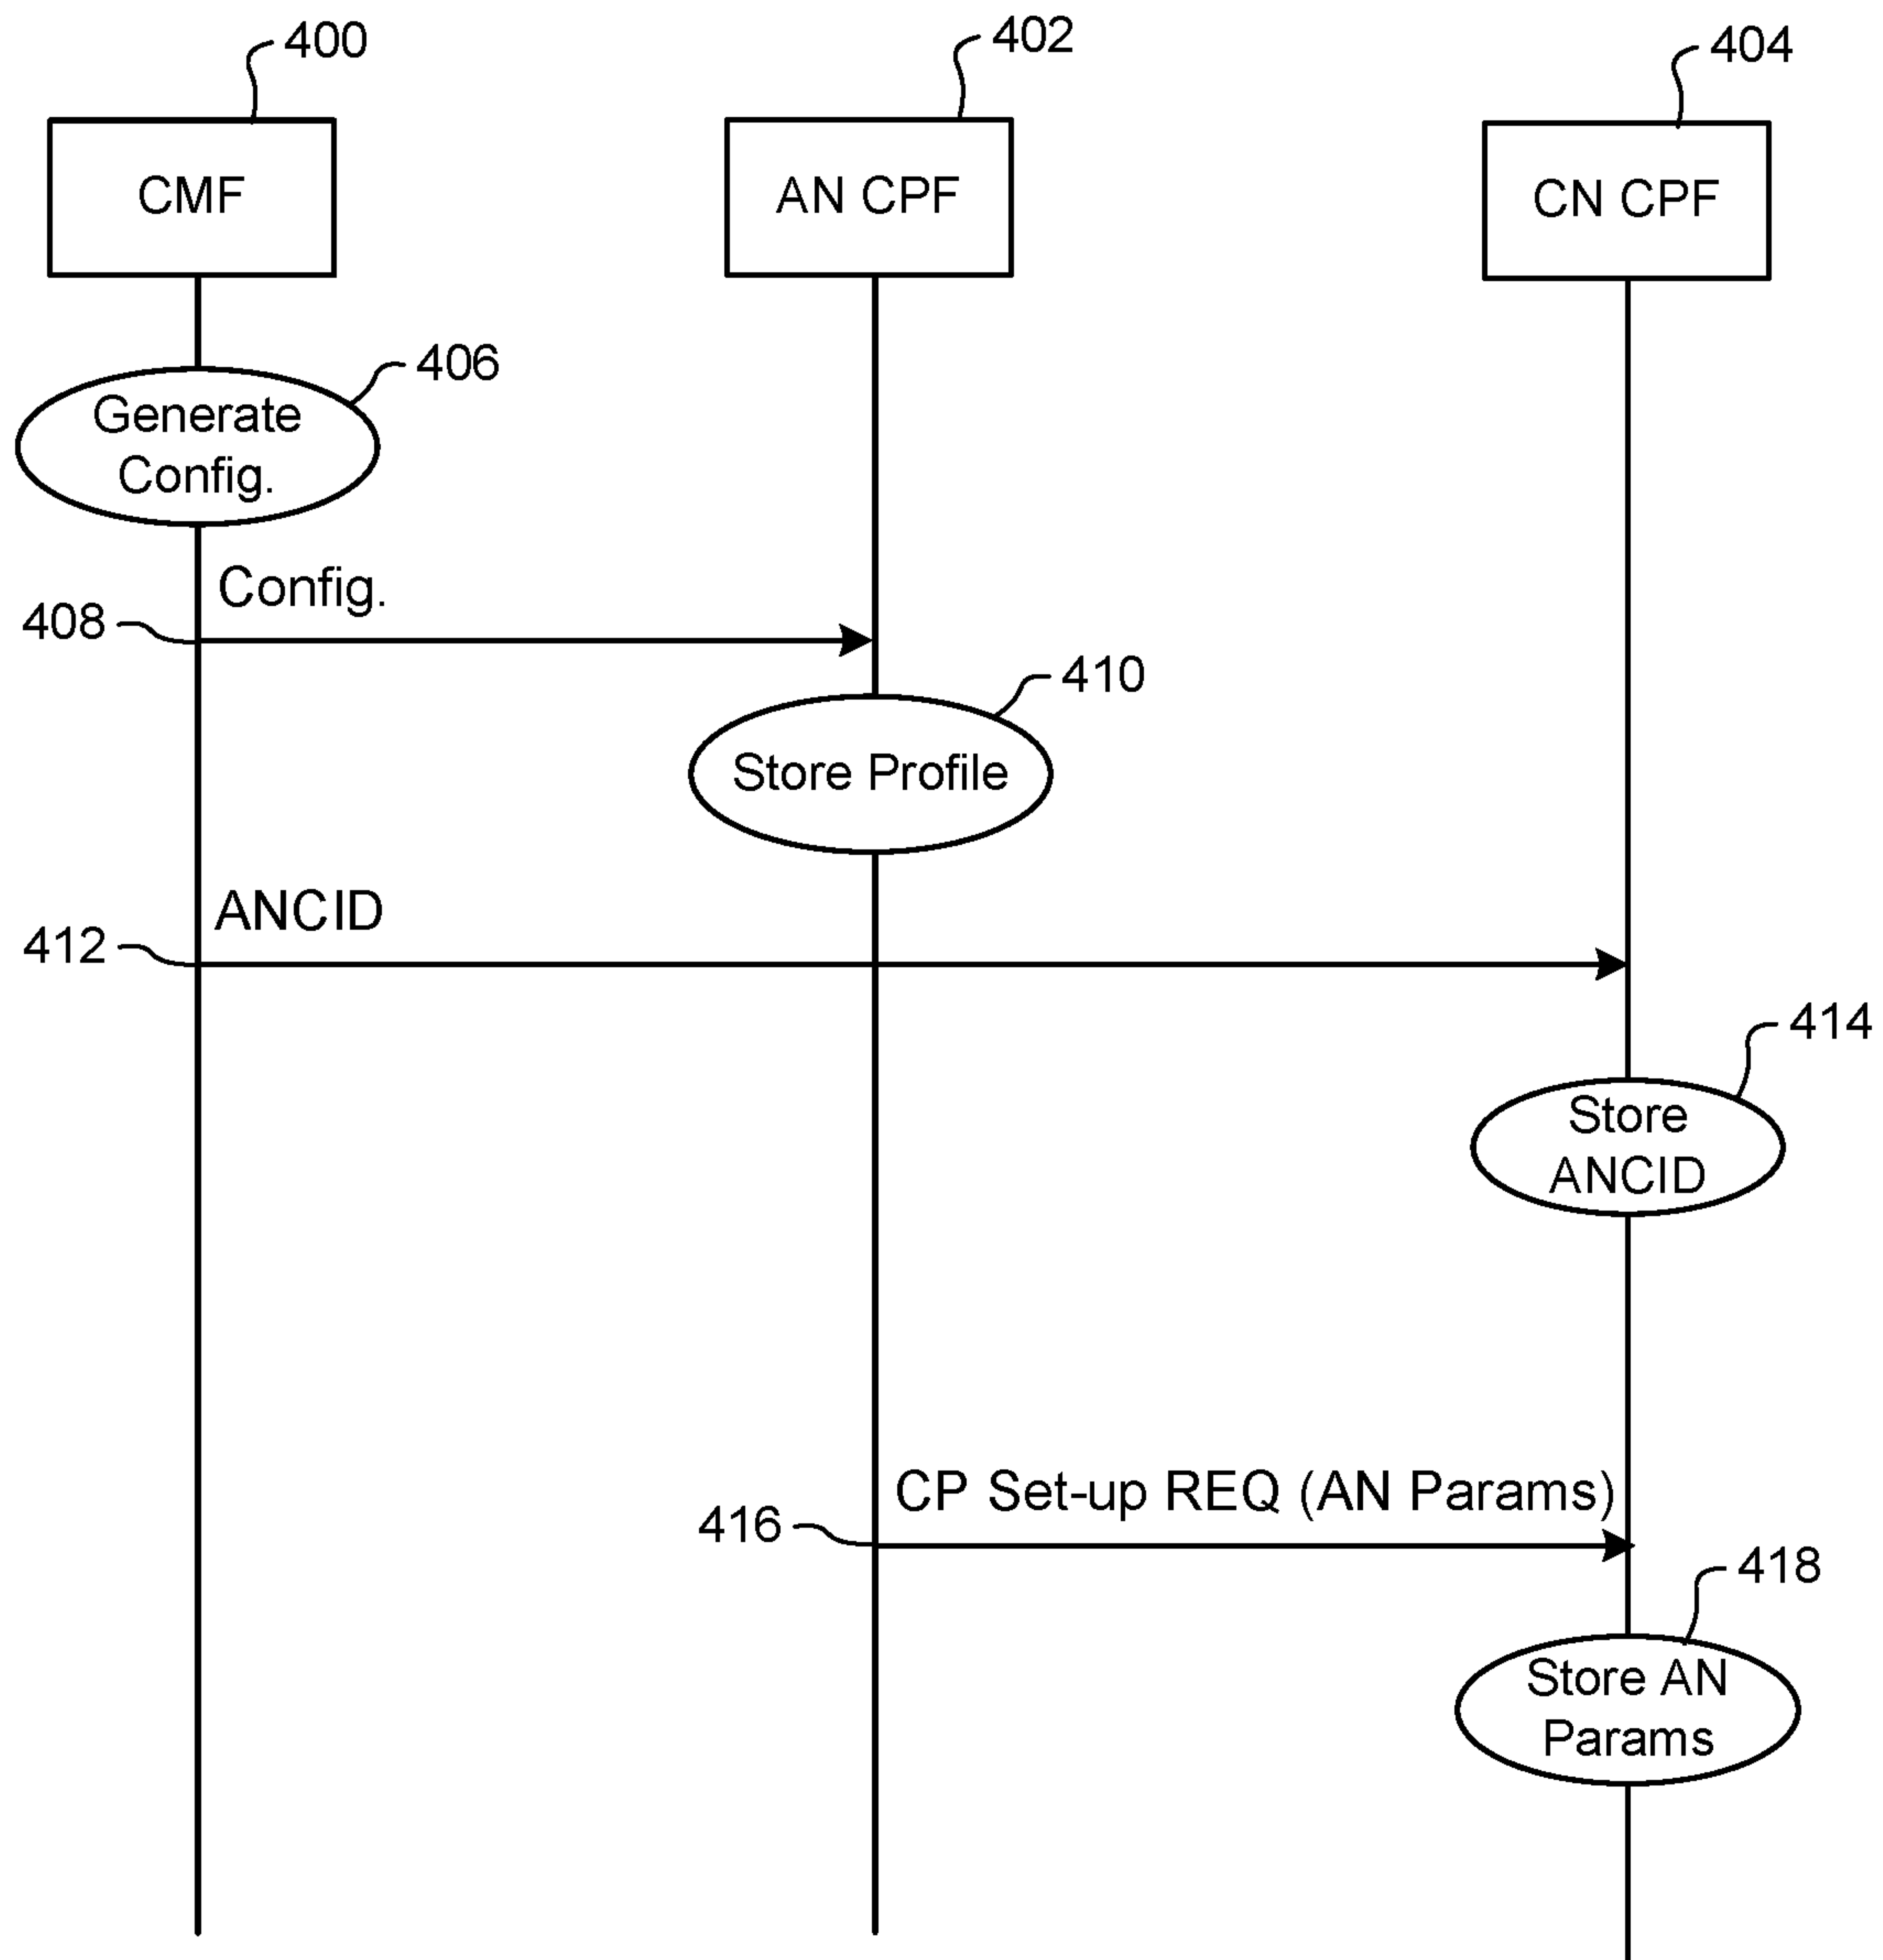 400
402
404
CMF
AN CPF
CN CPF
406
Generate
Config.
Config.
408
410
Store Profile
ANCID
412
414
Store
ANCID
CP Set-up REQ (AN Params)
416
418
Store AN
Params